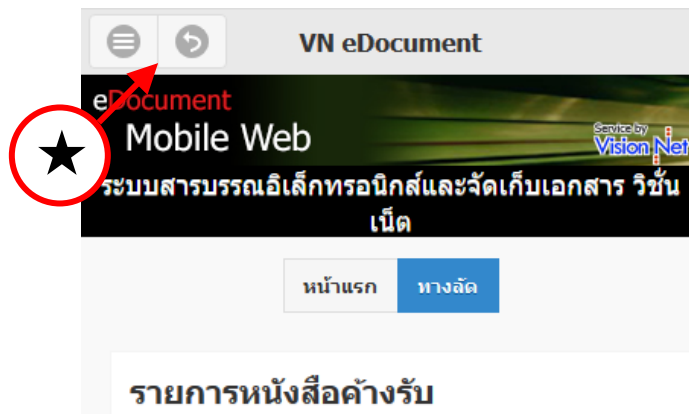 VN eDocument
eDocument
Mobile Web
Service by
Vision Net
ระบบสารบรรณอิเล็กทรอนิกส์และจัดเก็บเอกสาร วิชั่น
เน็ต
หน้าแรก ทางลัด
รายการหนังสือค้างรับ